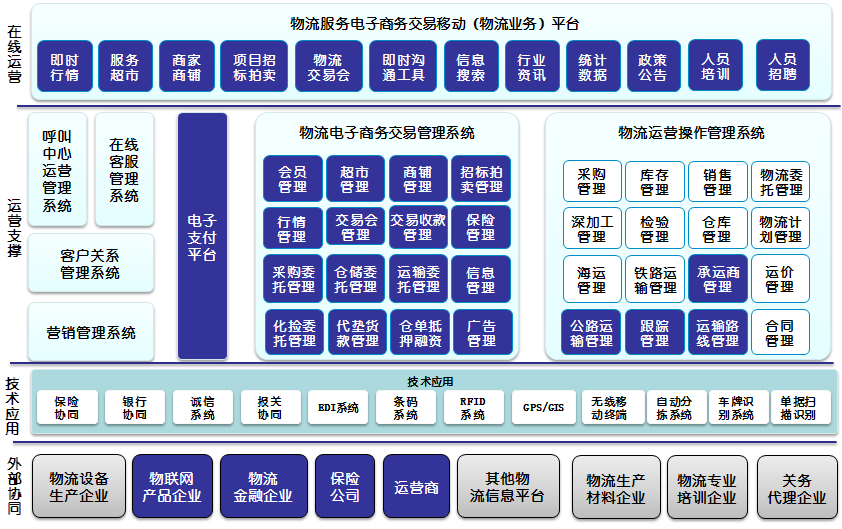 在线运营
物流服务电子商务交易移动（物流业务）平台
即时
行情
服务
超市
商家
商铺
项目招
标拍卖
物流
交易会
即时沟
通工具
信息
搜索
行业
资讯
统计
数据
政策
公告
人员
培训
人员
招聘
运营支撑
呼叫
中心
运营
管理
系统
在线
客服
管理
系统
客户关系
管理系统
营销管理系统
电子
支付
平台
物流电子商务交易管理系统
会员
管理
超市
管理
商铺
管理
招标拍
卖管理
行情
管理
交易会
管理
交易收款
管理
保险
管理
采购委
托管理
仓储委
托管理
运输委
托管理
信息
管理
化捡委
托管理
代垫货
款管理
仓单抵
押融资
广告
管理
物流运营操作管理系统
采购
管理
库存
管理
销售
管理
物流委
托管理
深加工
管理
检验
管理
仓库
管理
物流计
划管理
海运
管理
铁路运
输管理
承运商
管理
运价
管理
公路运
输管理
跟踪
管理
运输路
线管理
合同
管理
技术应用
技术应用
保险
协同
银行
协同
诚信
系统
报关
协同
EDI系统
条码
系统
RFID
系统
GPS/GIS
无线移
动终端
自动分
拣系统
车牌识
别系统
单据扫
描识别
外部协同
物流设备
生产企业
物联网
产品企业
物流
金融企业
保险
公司
运营商
其他物
流信息平台
物流生产
材料企业
物流专业
培训企业
关务
代理企业